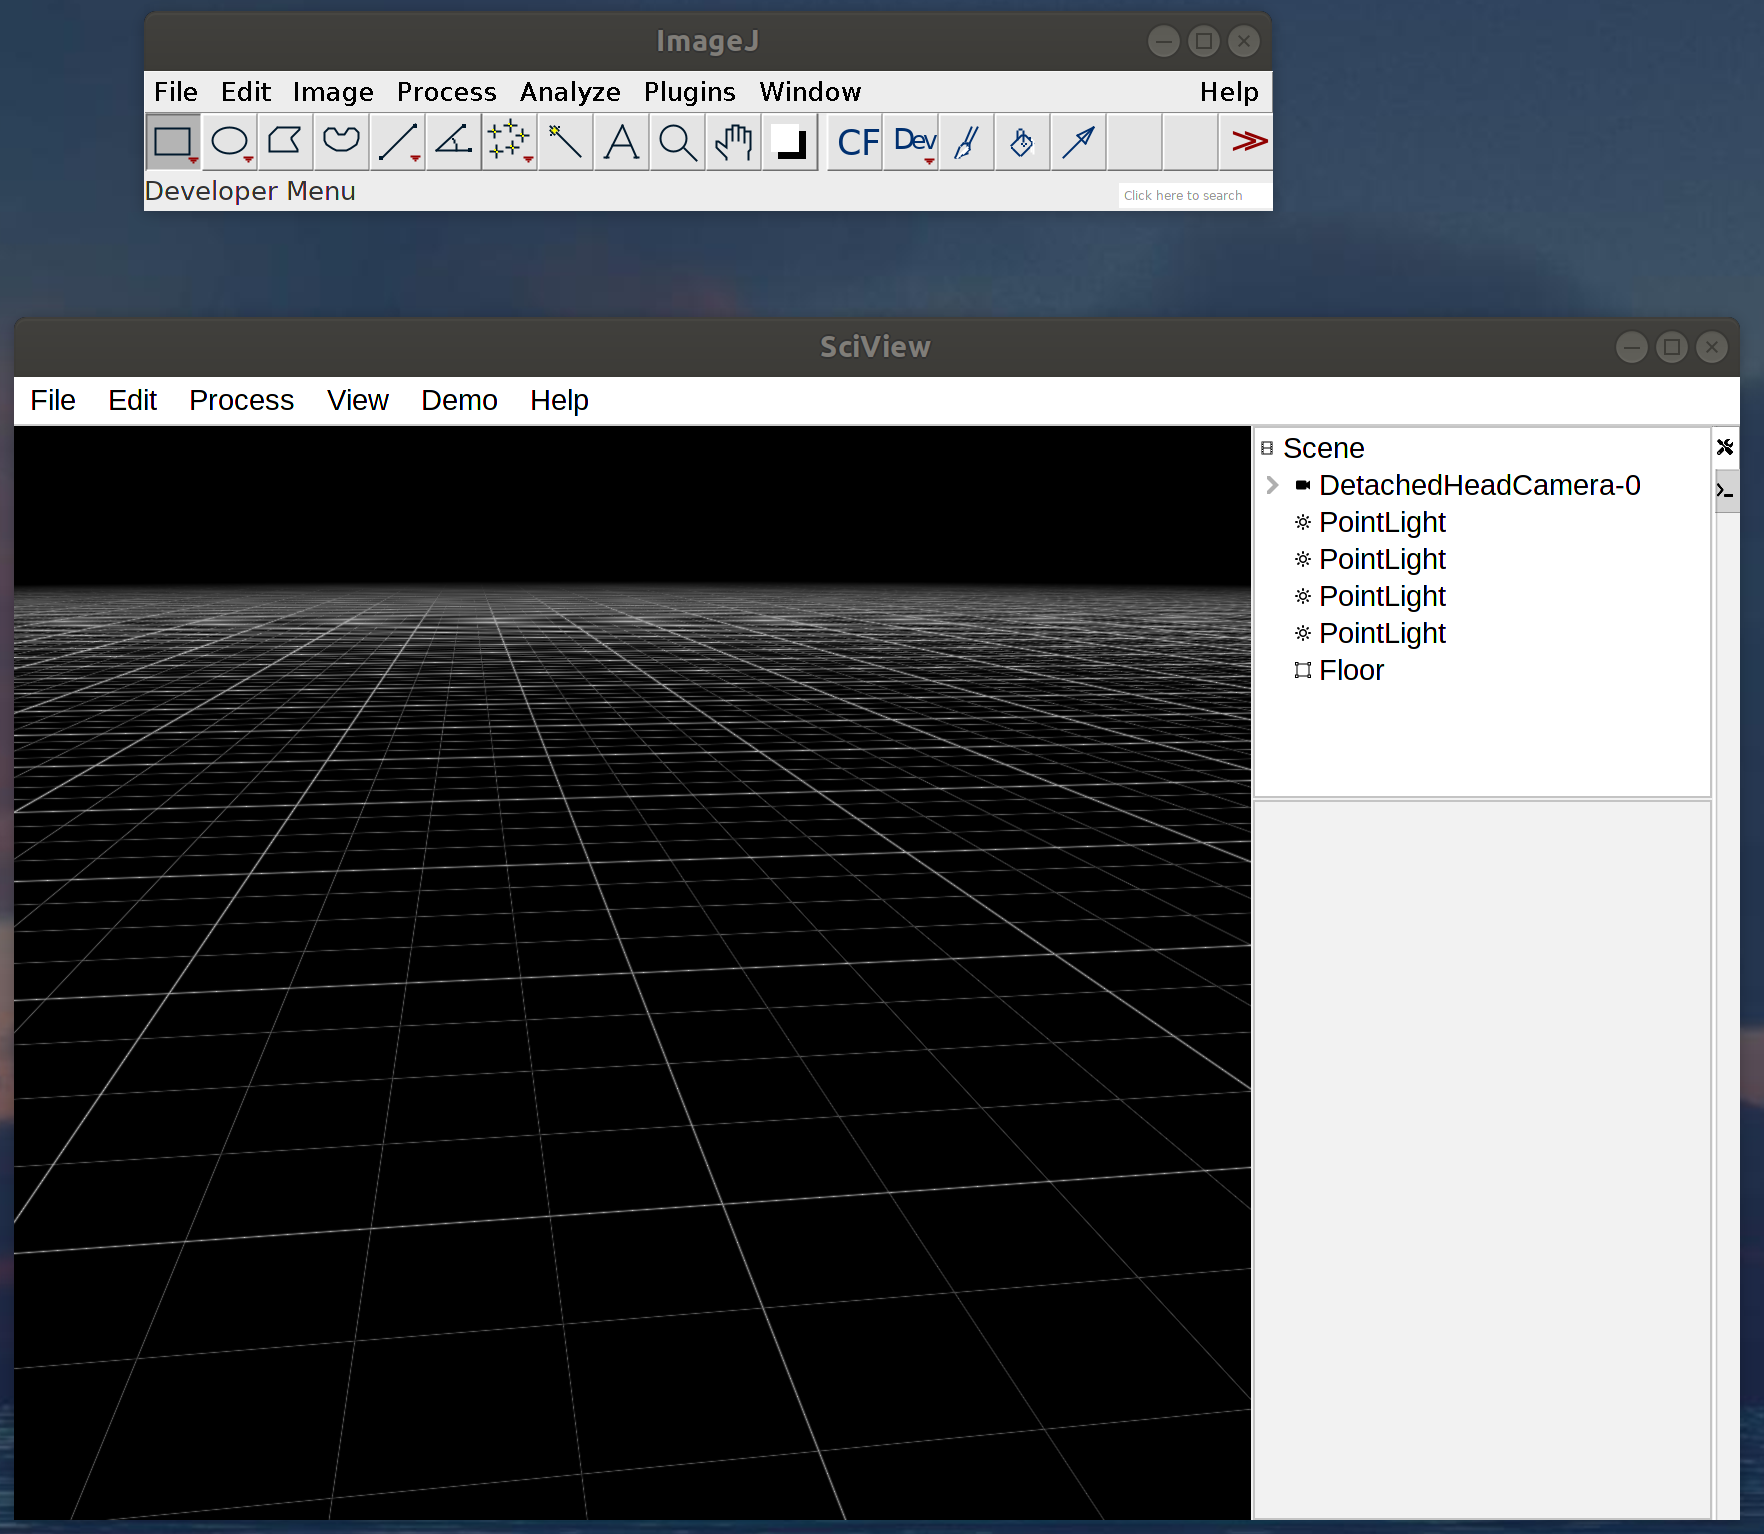 ImageJ
File Edit Image Process Analyze Plugins Window Help
CF Dev
Developer Menu
Click here to search
SciView
File Edit Process View Demo Help
Scene
DetachedHeadCamera-0
PointLight
PointLight
PointLight
PointLight
Floor